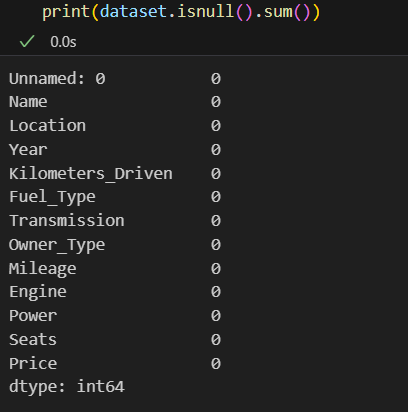 print(dataset.isnull().sum())
✓ 0.0s
Unnamed: 0 0
Name 0
Location 0
Year 0
Kilometers_Driven 0
Fuel_Type 0
Transmission 0
Owner_Type 0
Mileage 0
Engine 0
Power 0
Seats 0
Price 0
dtype: int64